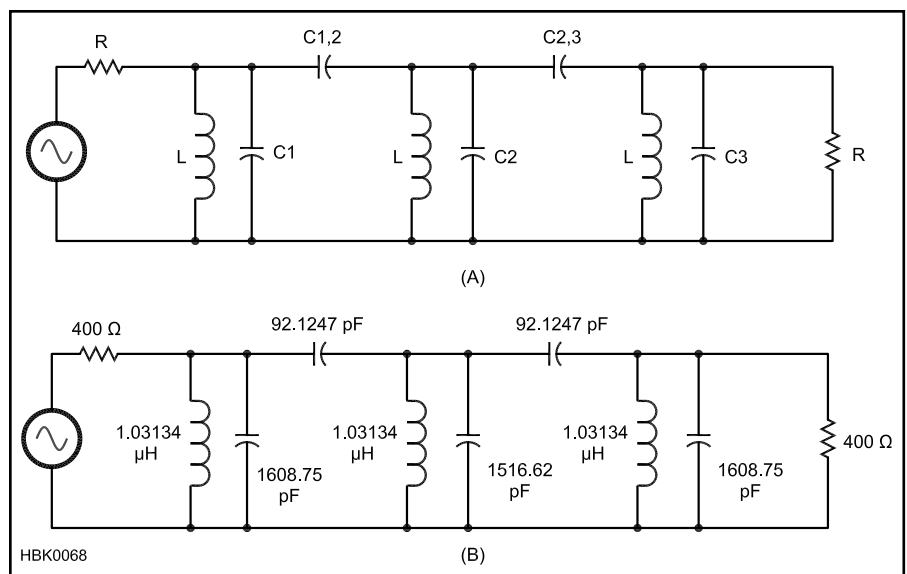 C1,2
C2,3
R
L
C1
L
C2
L
C3
R
(A)
400 Ω
92.1247 pF
92.1247 pF
1.03134
µH
1608.75
pF
1.03134
µH
1516.62
pF
1.03134
µH
1608.75
pF
400 Ω
HBK0068
(B)